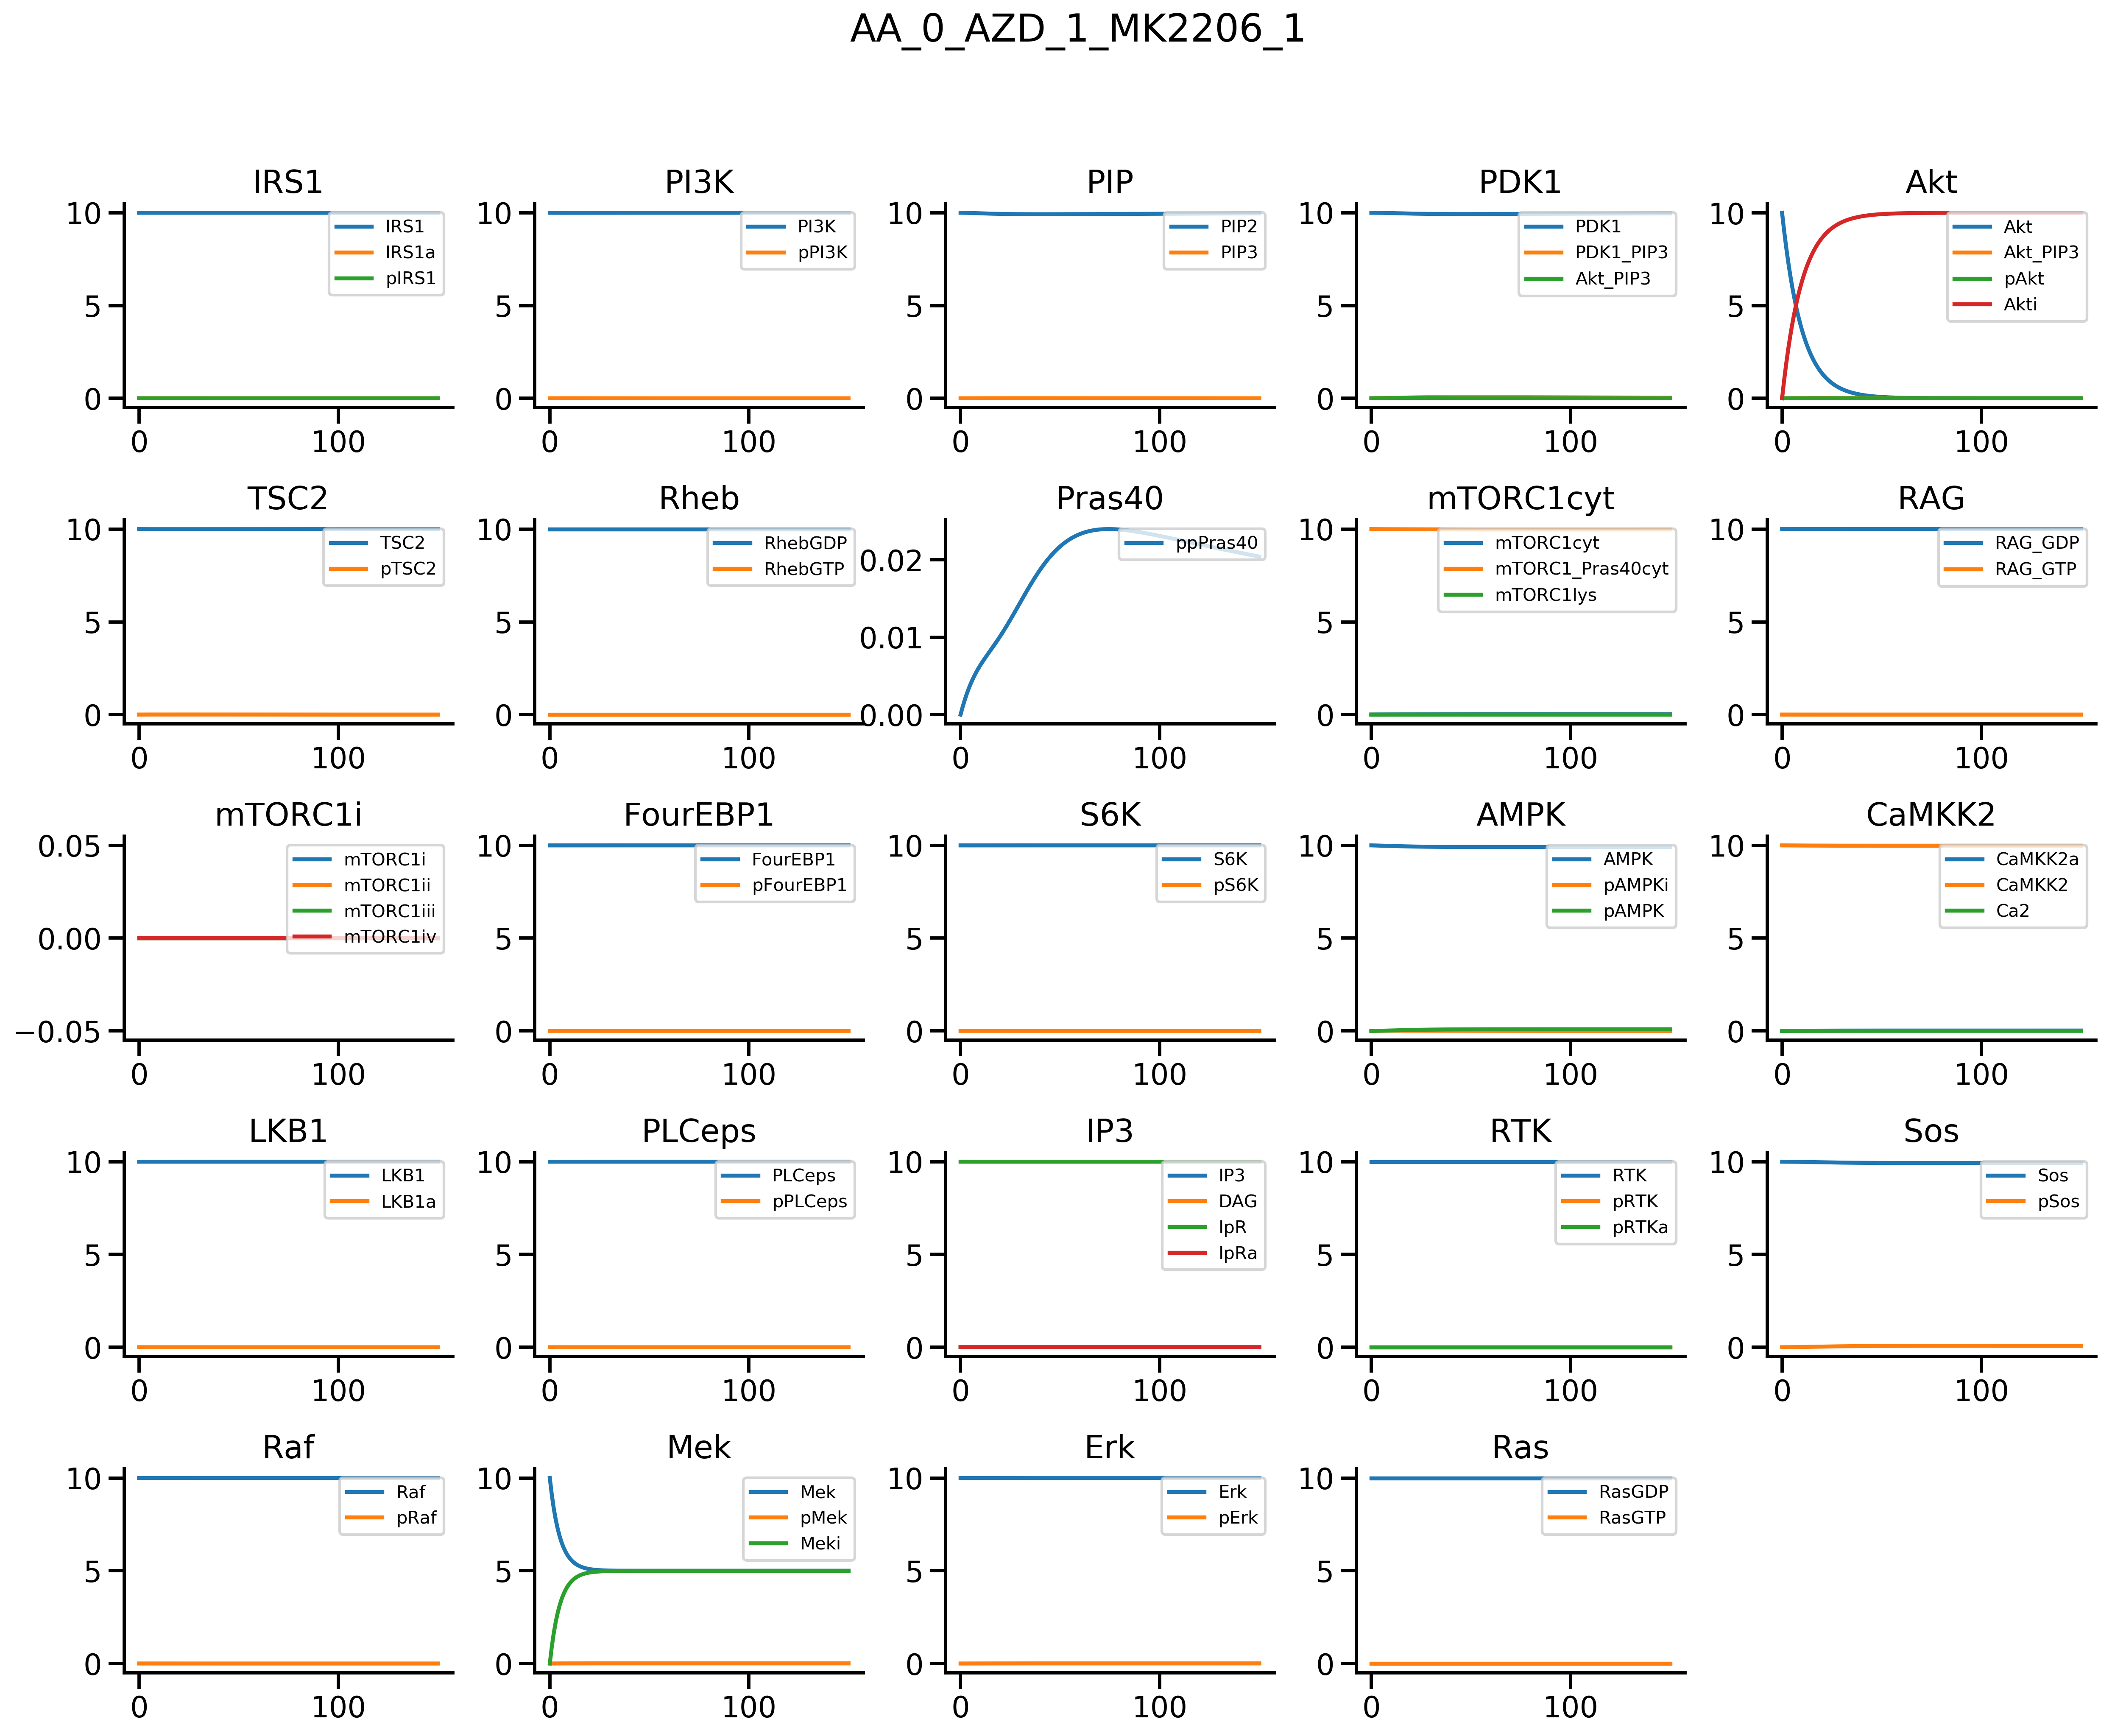 AA_0_AZD_1_MK2206_1
IRS1
10
5
0
0
100
IRS1
IRS1a
pIRS1
PI3K
10
5
0
0
100
PI3K
pPI3K
PIP
10
5
0
0
100
PIP2
PIP3
PDK1
10
5
0
0
100
PDK1
PDK1_PIP3
Akt_PIP3
Akt
10
5
0
0
100
Akt
Akt_PIP3
pAkt
Akti
TSC2
10
5
0
0
100
TSC2
pTSC2
Rheb
10
5
0
0
100
RhebGDP
RhebGTP
Pras40
0.02
0.01
0.00
0
100
ppPras40
mTORC1cyt
10
5
0
0
100
mTORC1cyt
mTORC1_Pras40cyt
mTORC1lys
RAG
10
5
0
0
100
RAG_GDP
RAG_GTP
mTORC1i
0.05
0.00
−0.05
0
100
mTORC1i
mTORC1ii
mTORC1iii
mTORC1iv
FourEBP1
10
5
0
0
100
FourEBP1
pFourEBP1
S6K
10
5
0
0
100
S6K
pS6K
AMPK
10
5
0
0
100
AMPK
pAMPKi
pAMPK
CaMKK2
10
5
0
0
100
CaMKK2a
CaMKK2
Ca2
LKB1
10
5
0
0
100
LKB1
LKB1a
PLCeps
10
5
0
0
100
PLCeps
pPLCeps
IP3
10
5
0
0
100
IP3
DAG
IpR
IpRa
RTK
10
5
0
0
100
RTK
pRTK
pRTKa
Sos
10
5
0
0
100
Sos
pSos
Raf
10
5
0
0
100
Raf
pRaf
Mek
10
5
0
0
100
Mek
pMek
Meki
Erk
10
5
0
0
100
Erk
pErk
Ras
10
5
0
0
100
RasGDP
RasGTP